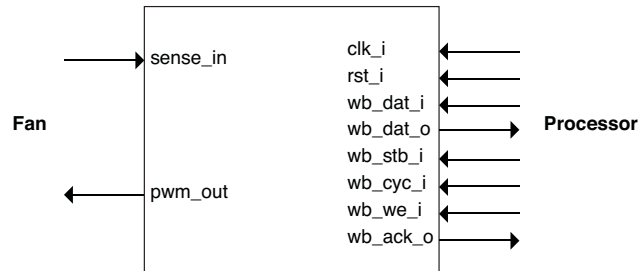 clk_i
sense_in
rst_i
wb_dat_i
Fan
wb_dat_o
Processor
wb_stb_i
wb_cyc_i
pwm_out
wb_we_i
wb_ack_o